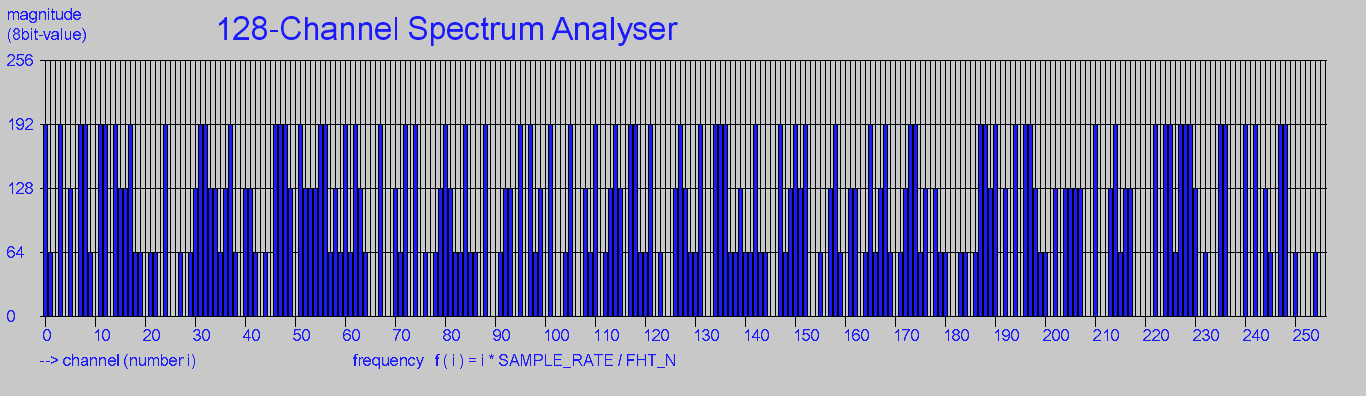 magnitude
(8bit-value)
128-Channel Spectrum Analyser
256
192
128
64
0
0 10 20 30 40 50 60 70 80 90 100 110 120 130 140 150 160 170 180 190 200 210 220 230 240 250
--> channel (number i) frequency f ( i ) = i * SAMPLE_RATE / FHT_N